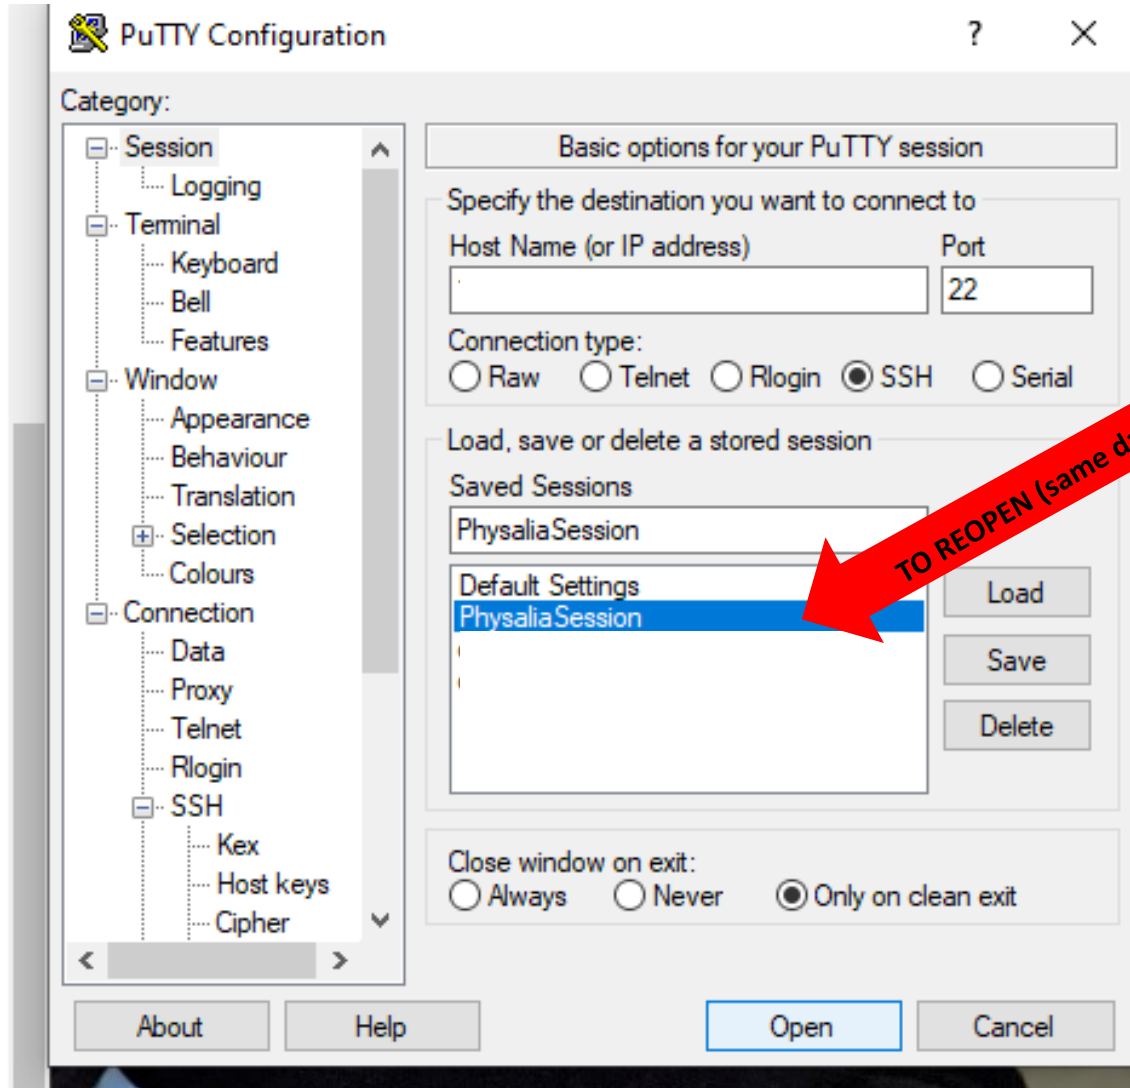 PuTTY Configuration
?
Category:
Session
Logging
Terminal
Keyboard
Bell
Features
Window
Appearance
Behaviour
Translation
Selection
Colours
Connection
Data
Proxy
Telnet
Rlogin
SSH
Kex
Host keys
Cipher
Basic options for your PuTTY session
Specify the destination you want to connect to
Host Name (or IP address)
Port
22
Connection type:
Raw Telnet Rlogin SSH Serial
Load, save or delete a stored session
Saved Sessions
PhysaliaSession
Default Settings
PhysaliaSession
Load
Save
Delete
TO REOPEN (same
Close window on exit:
Always Never Only on clean exit
About Help Open Cancel